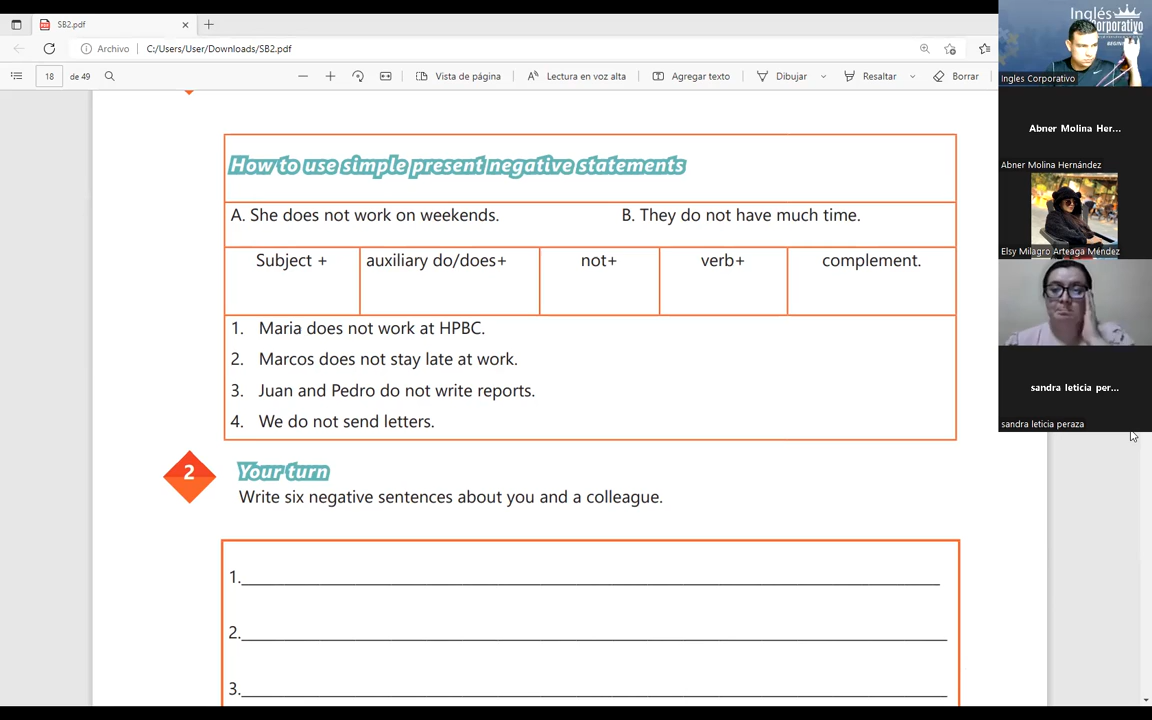 SB2.pdf
Archivo
C:/Users/User/Downloads/SB2.pdf
18
de 49
Vista de página
Lectura en voz alta
Agregar texto
Dibujar
Resaltar
Borrar
How to use simple present negative statements
A. She does not work on weekends.
B. They do not have much time.
Subject +
auxiliary do/does+
not+
verb+
complement.
1. Maria does not work at HPBC.
2. Marcos does not stay late at work.
3. Juan and Pedro do not write reports.
4. We do not send letters.
2
Your turn
Write six negative sentences about you and a colleague.
1.
2.
3.
Inglés
Corporativo
Ingles Corporativo
Abner Molina Her...
Abner Molina Hernández
Elsy Milagro Arteaga Méndez
sandra leticia per...
sandra leticia peraza